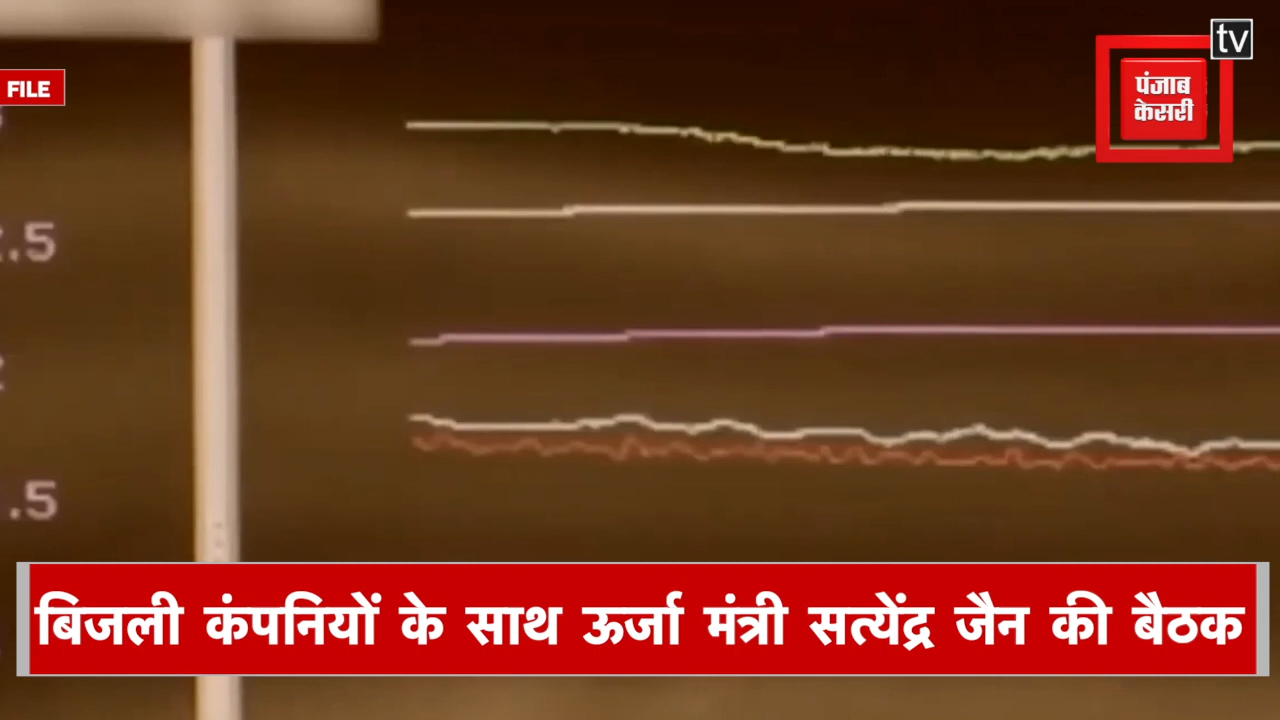 tv
FILE
पंजाब
केसरी
.5
.5
बिजली कंपनियों के साथ ऊर्जा मंत्री सत्येंद्र जैन की बैठक